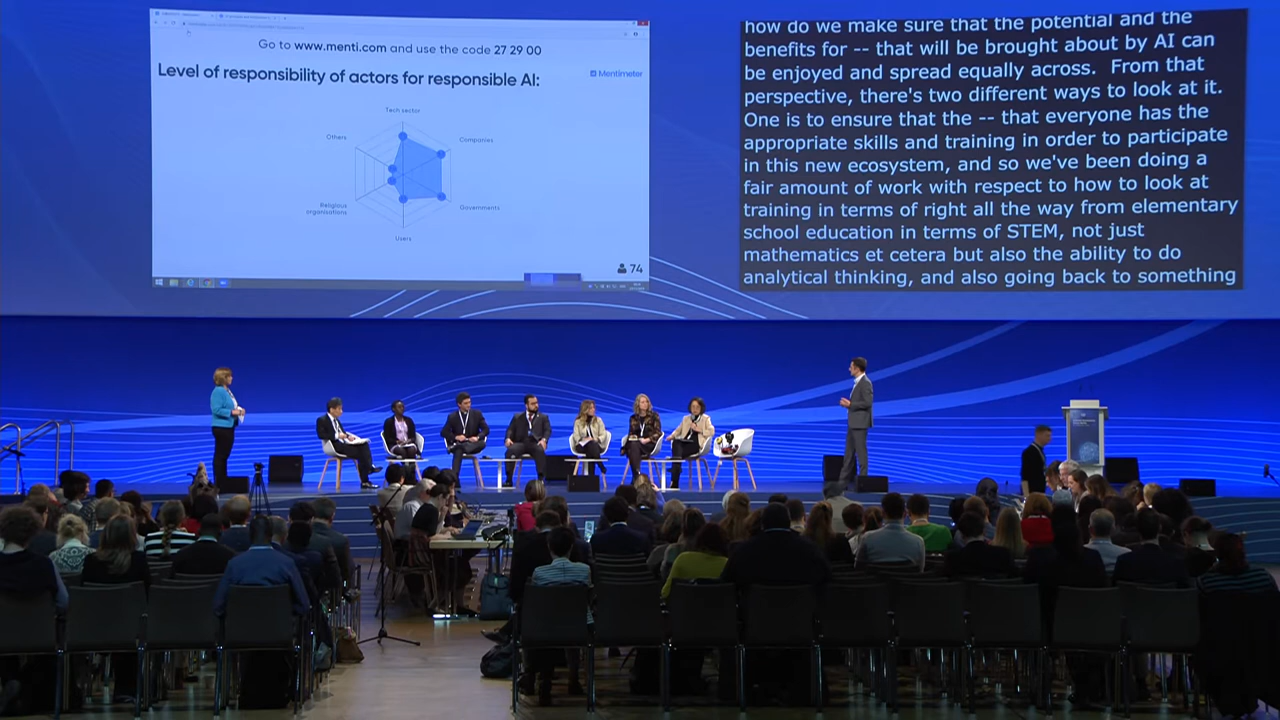 Go to www.menti.com and use the code 27 29 00
Level of responsibility of actors for responsible AI:
Mentimeter
Tech sector
Others
Companies
Religious
organisations
Governments
Users
74
how do we make sure that the potential and the
benefits for -- that will be brought about by AI can
be enjoyed and spread equally across. From that
perspective, there's two different ways to look at it.
One is to ensure that the -- that everyone has the
appropriate skills and training in order to participate
in this new ecosystem, and so we've been doing a
fair amount of work with respect to how to look at
training in terms of right all the way from elementary
school education in terms of STEM, not just
mathematics et cetera but also the ability to do
analytical thinking, and also going back to something